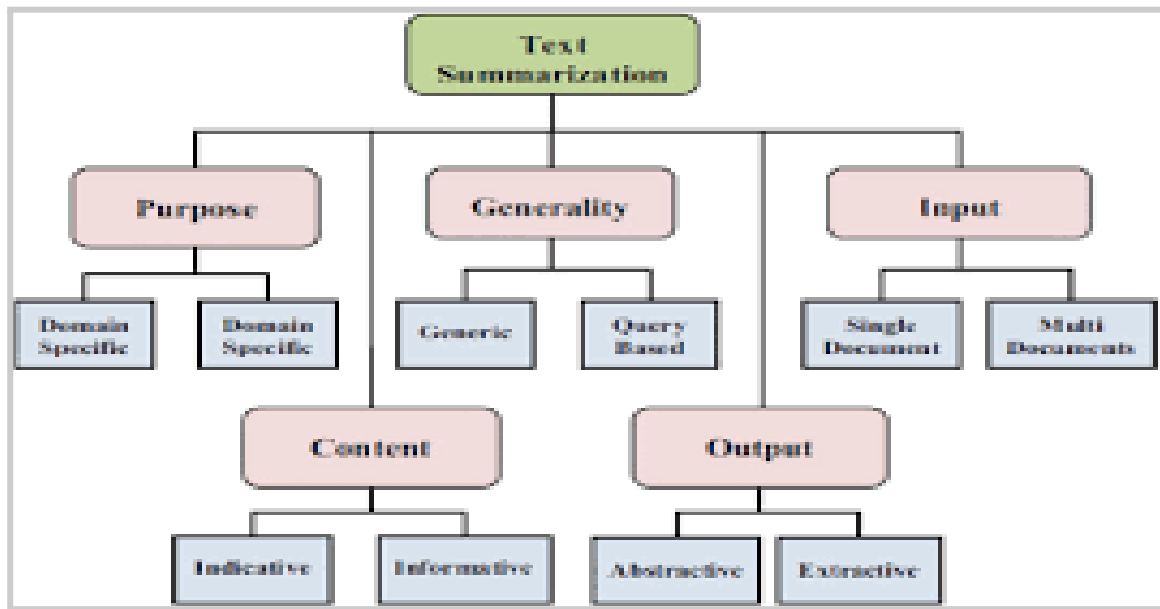 Text
Summarization
Purpose
Generality
Input
Domain
Specific
Domain
Specific
Generic
Query
Based
Single
Document
Multi
Documents
Content
Output
Indicative
Informative
Abstractive
Extractive